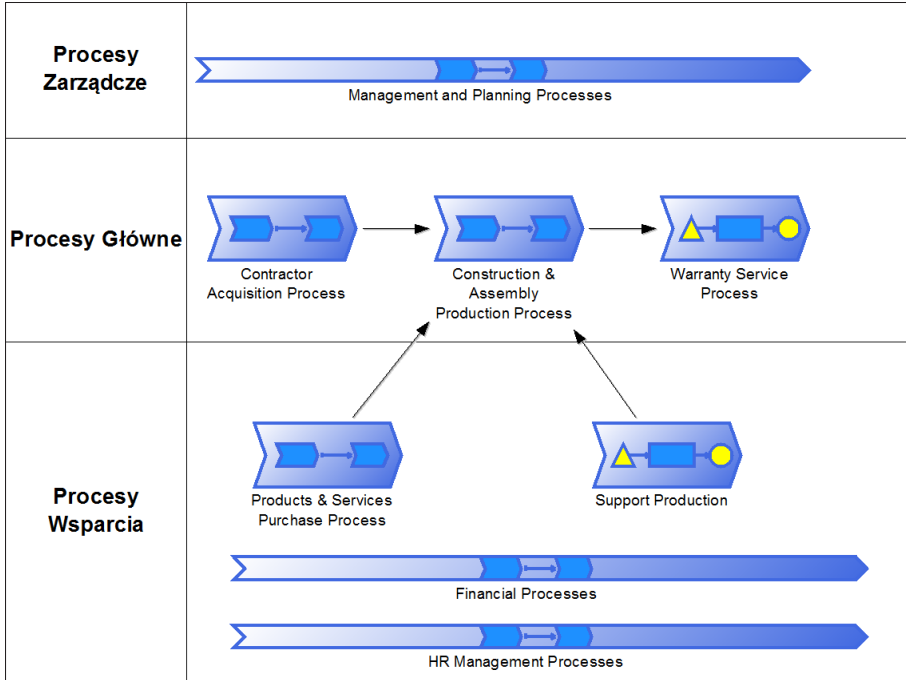 Procesy
Zarządcze
Management and Planning Processes
Procesy Główne
Contractor
Acquisition Process
Construction &
Assembly
Production Process
Warranty Service
Process
Procesy
Wsparcia
Products & Services
Purchase Process
Support Production
Financial Processes
HR Management Processes